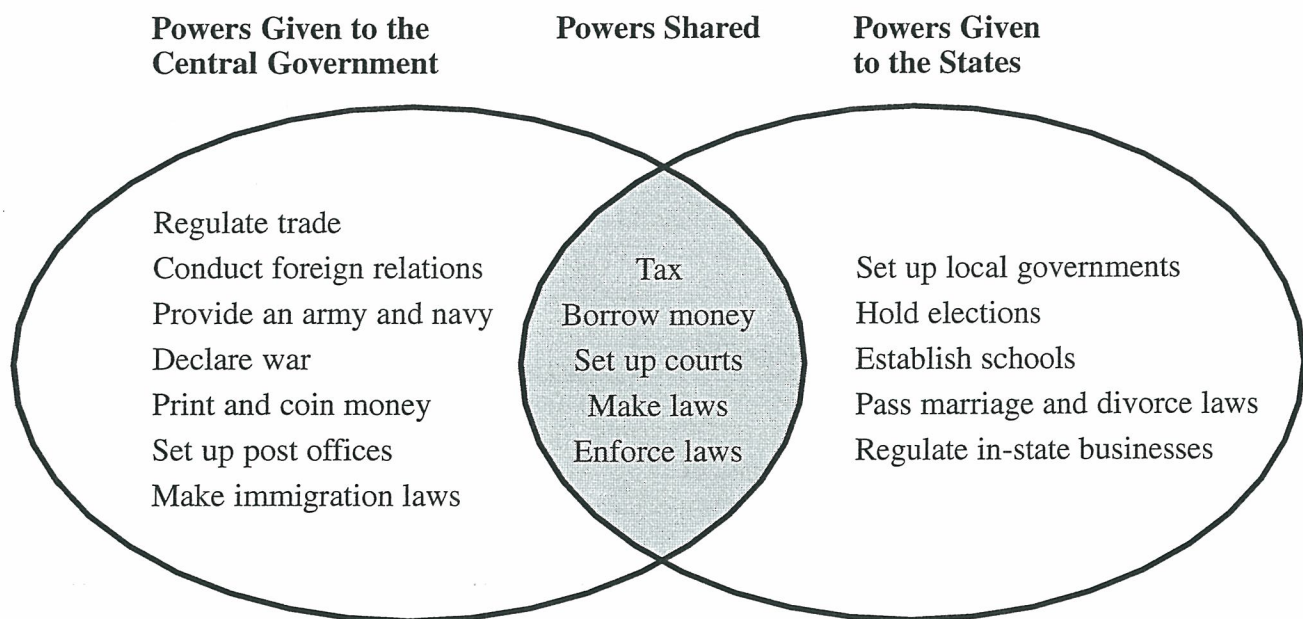 Powers Given to the
Central Government
Powers Shared
Powers Given
to the States
Regulate trade
Conduct foreign relations
Provide an army and navy
Declare war
Print and coin money
Set up post offices
Make immigration laws
Tax
Borrow money
Set up courts
Make laws
Enforce laws
Set up local governments
Hold elections
Establish schools
Pass marriage and divorce laws
Regulate in-state businesses